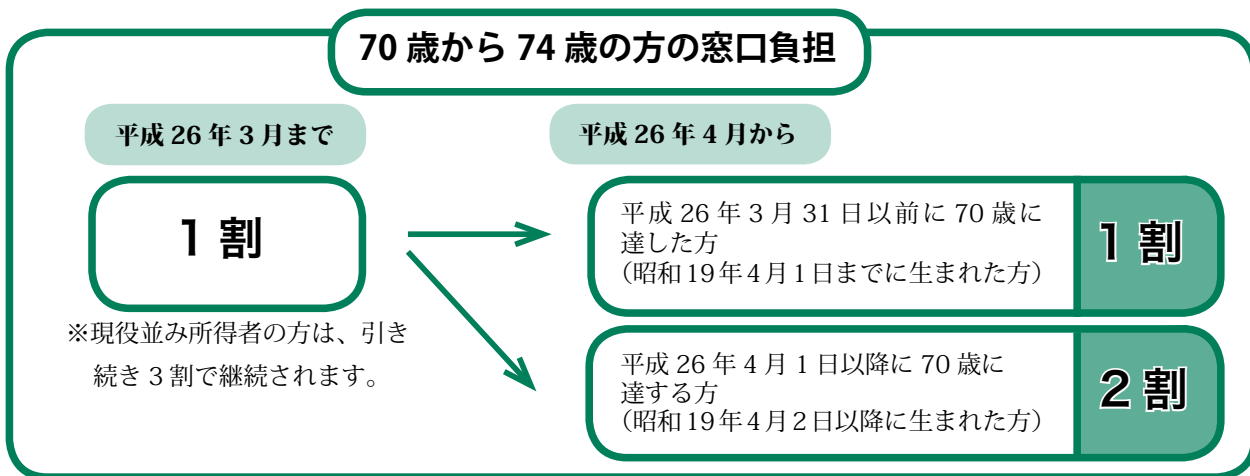 70 歳から 74 歳の方の窓口負担
平成 26 年 3 月まで
1 割
※現役並み所得者の方は、引き
続き 3 割で継続されます。
平成 26 年 4 月から
平成 26 年 3 月 31 日以前に 70 歳に
達した方
（昭和 19 年 4 月 1 日までに生まれた方）
1 割
平成 26 年 4 月 1 日以降に 70 歳に
達する方
（昭和 19 年 4 月 2 日以降に生まれた方）
2 割